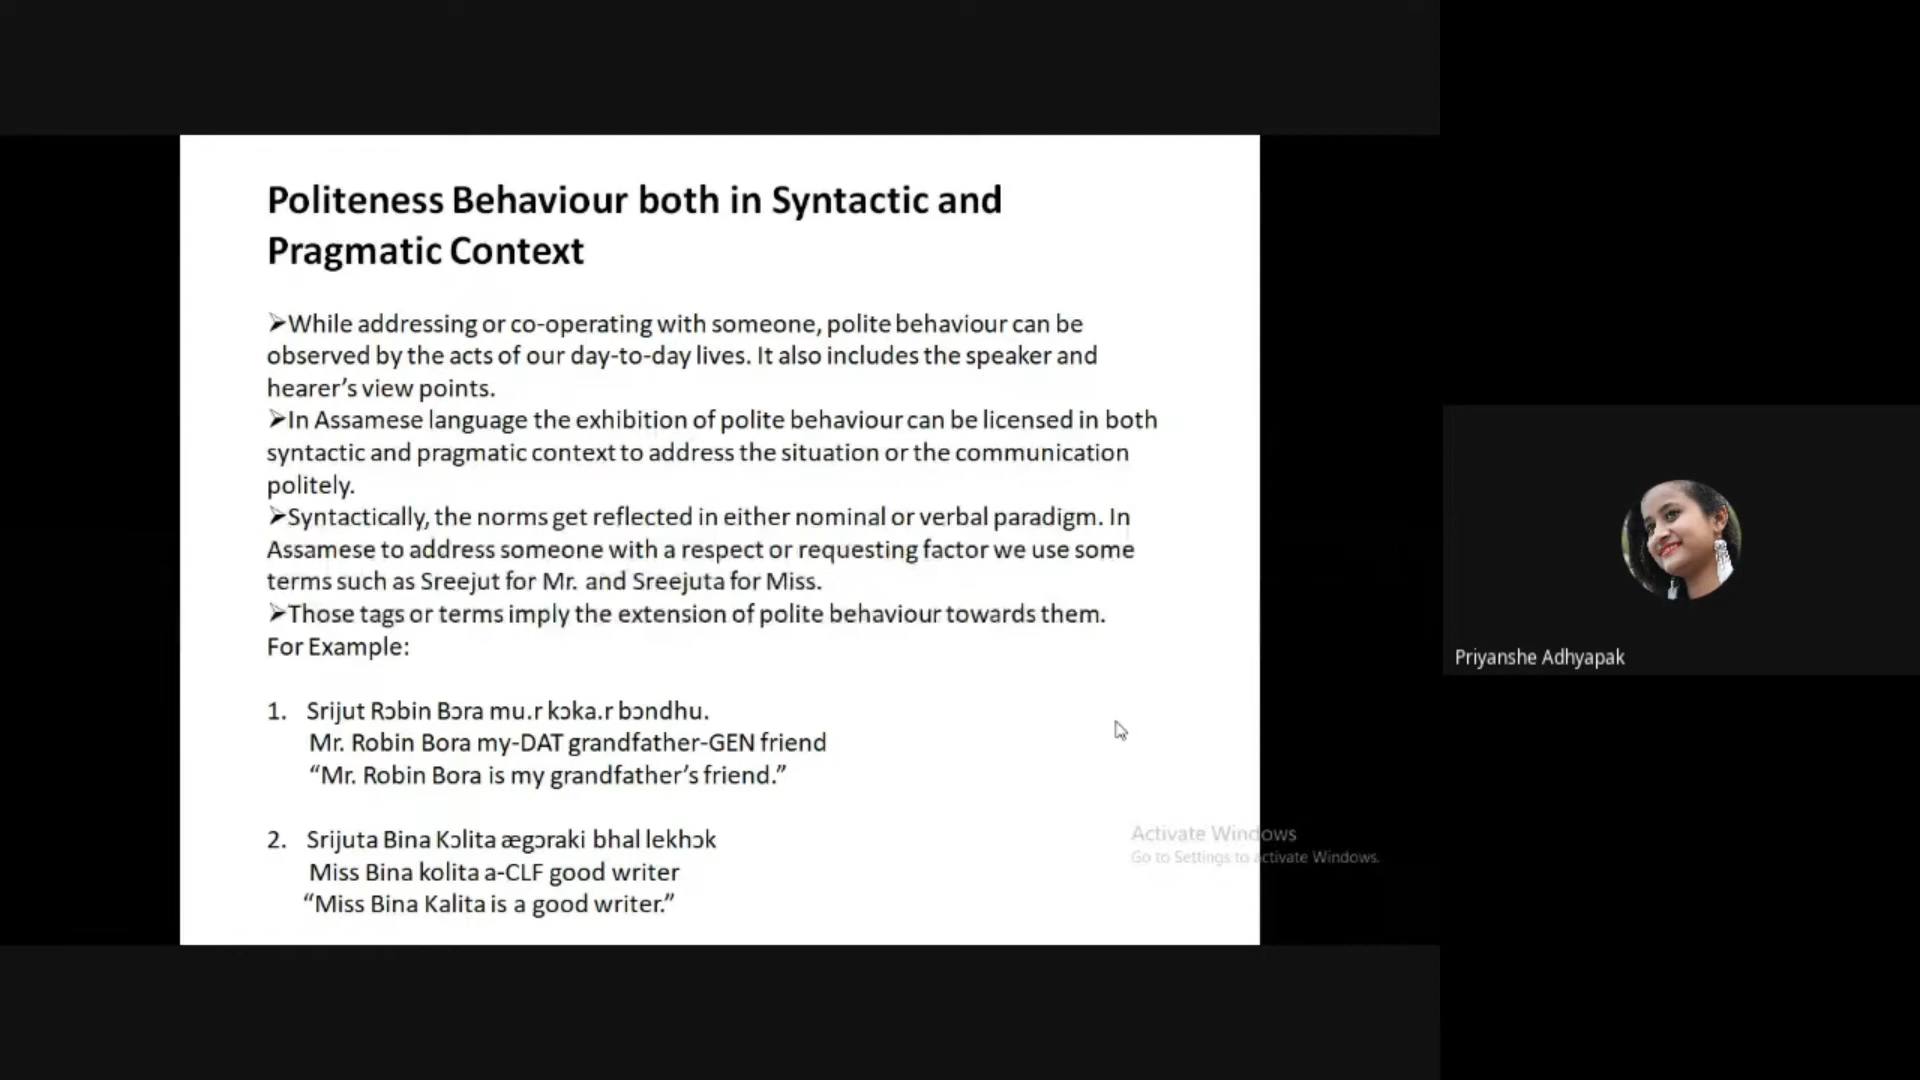 Politeness Behaviour both in Syntactic and
Pragmatic Context
➢While addressing or co-operating with someone, polite behaviour can be
observed by the acts of our day-to-day lives. It also includes the speaker and
hearer’s view points.
➢In Assamese language the exhibition of polite behaviour can be licensed in both
syntactic and pragmatic context to address the situation or the communication
politely.
➢Syntactically, the norms get reflected in either nominal or verbal paradigm. In
Assamese to address someone with a respect or requesting factor we use some
terms such as Sreejut for Mr. and Sreejuta for Miss.
➢Those tags or terms imply the extension of polite behaviour towards them.
For Example:
1. Srijut Rɔbin Bɔra mu.r kɔka.r bɔndhu.
Mr. Robin Bora my-DAT grandfather-GEN friend
“Mr. Robin Bora is my grandfather’s friend.”
2. Srijuta Bina Kɔlita ægɔraki bhal lekhɔk
Miss Bina kolita a-CLF good writer
“Miss Bina Kalita is a good writer.”
Activate Windows
Go to Settings to activate Windows.
Priyanshe Adhyapak